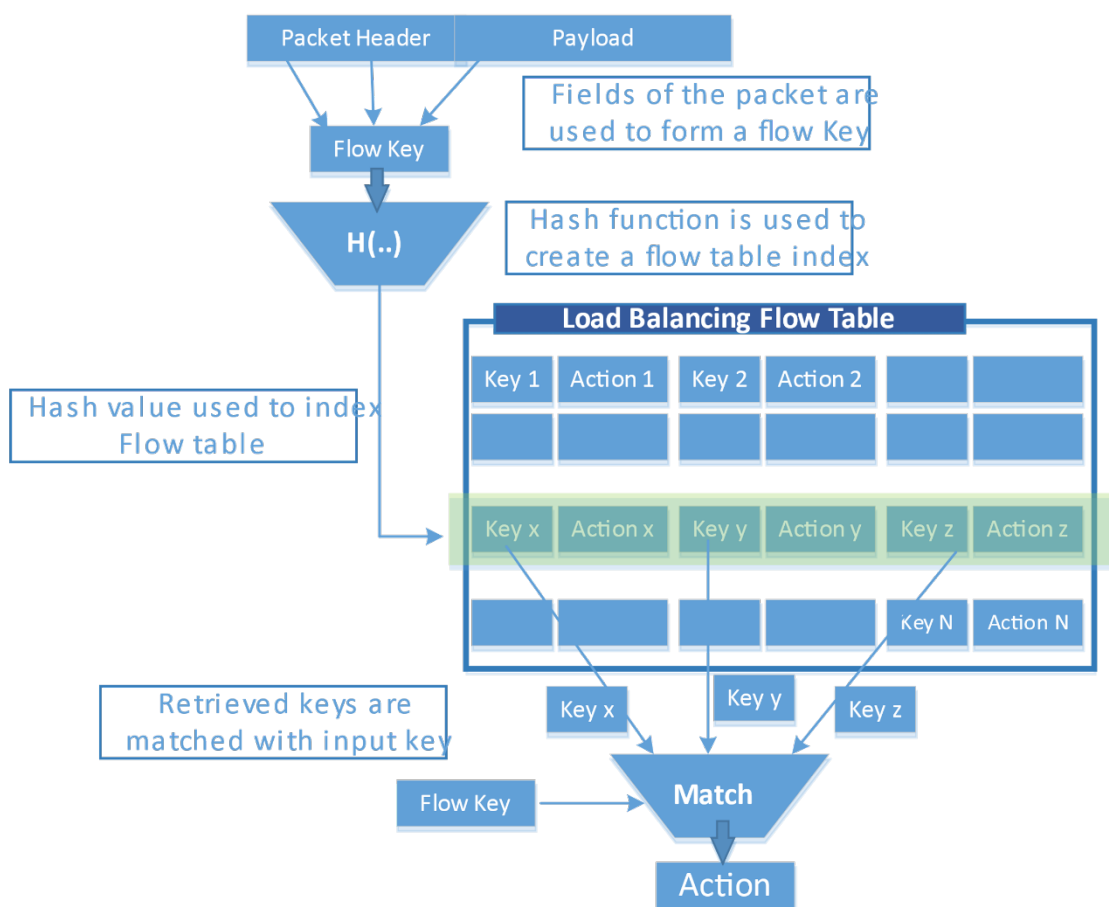 Packet Header
Payload
Fields of the packet are
used to form a flow Key
Flow Key
Hash function is used to
create a flow table index
H(..)
Load Balancing Flow Table
Key 1
Action 1
Key 2
Action 2
Hash value used to index
Flow table
Key x
Action x
Key y
Action y
Key z
Action z
Key N
Action N
Retrieved keys are
matched with input key
Key x
Key y
Key z
Flow Key
Match
Action